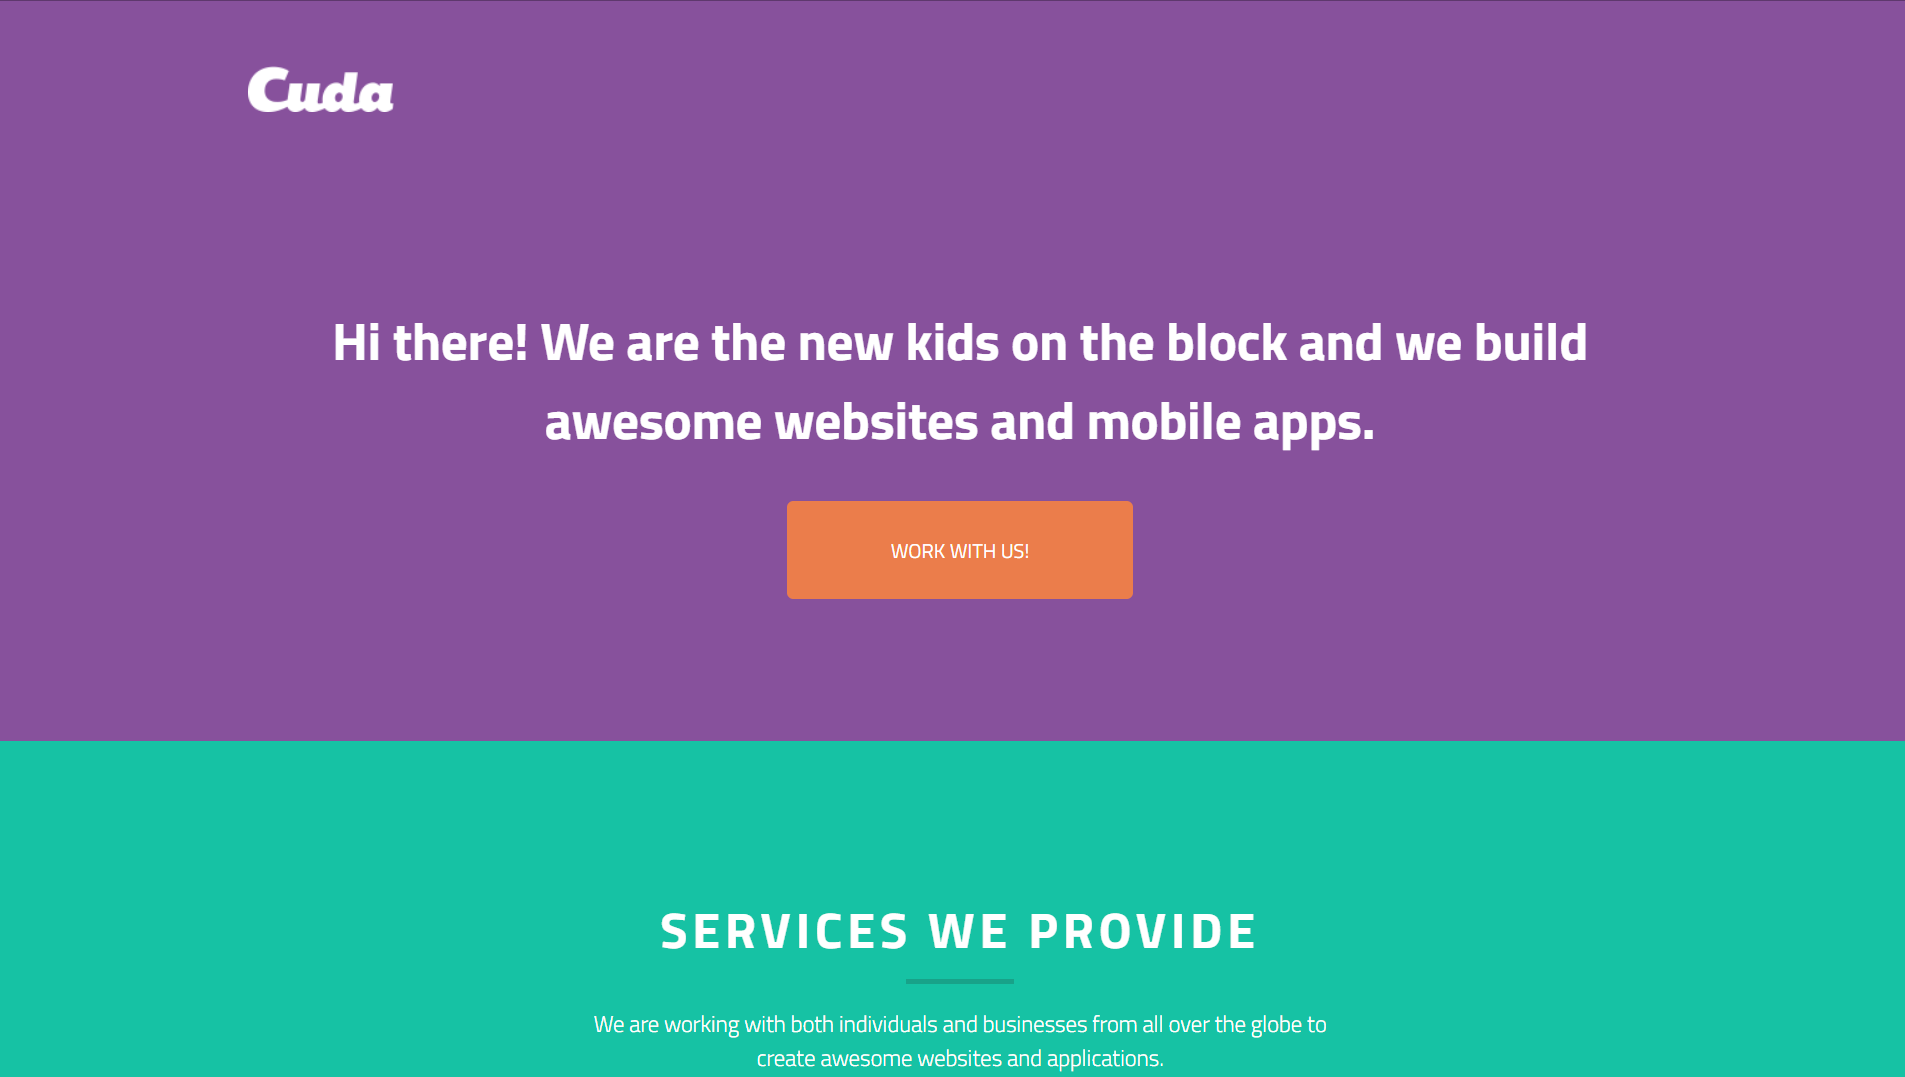 Cuda
Hi there! We are the new kids on the block and we build
awesome websites and mobile apps.
WORK WITH US!
SERVICES WE PROVIDE
We are working with both individuals and businesses from all over the globe to
create awesome websites and applications.